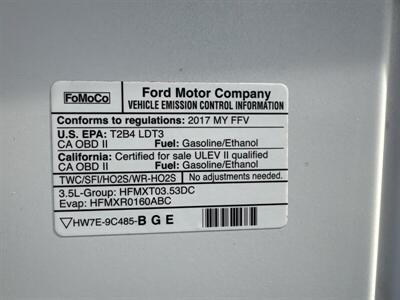 FoMoCo
Ford Motor Company
VEHICLE EMISSION CONTROL INFORMATION
Conforms to regulations: 2017 MY FFV
U.S. EPA: T2B4 LDT3
CA OBD II Fuel: Gasoline/Ethanol
California: Certified for sale ULEV II qualified
CA OBD II Fuel: Gasoline/Ethanol
TWC/SFI/HO2S/WR-HO2S No adjustments needed.
3.5L-Group: HFMXT03.53DC
Evap: HFMXR0160ABC
HW7E-9C485-BGE